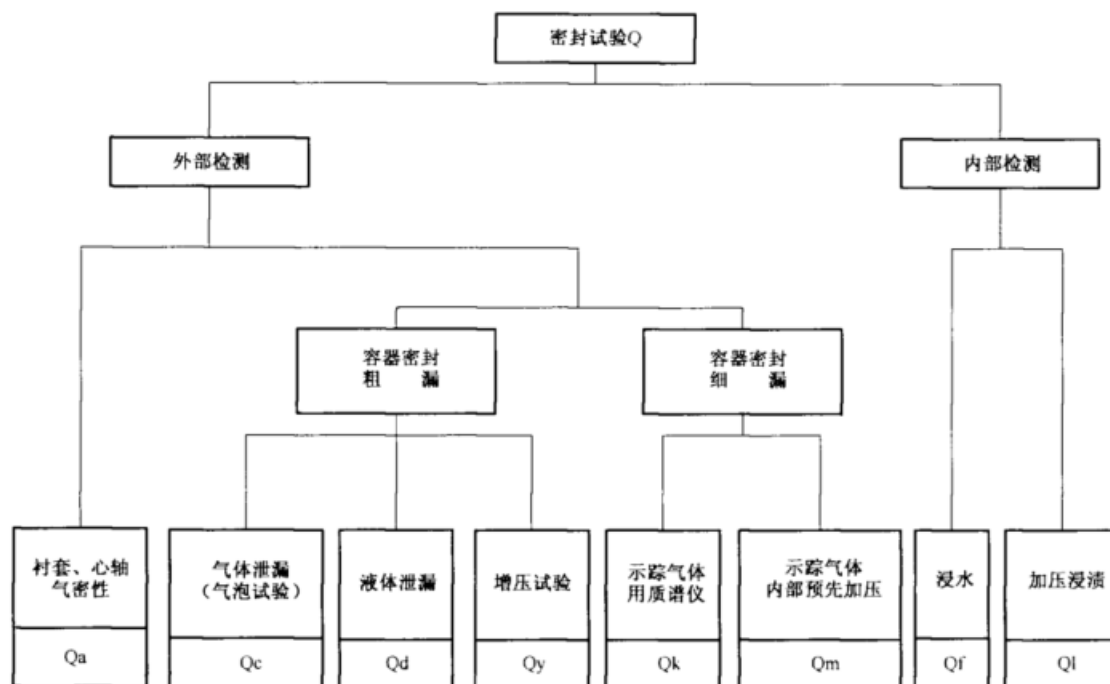 密封试验Q
外部检测
内部检测
容器密封
粗 漏
容器密封
细 漏
衬套、心轴
气密性
气体泄漏
(气泡试验)
液体泄漏
增压试验
示踪气体
用质谱仪
示踪气体
内部预先加压
浸水
加压浸渍
Qa
Qc
Qd
Qy
Qk
Qm
Qf
Ql